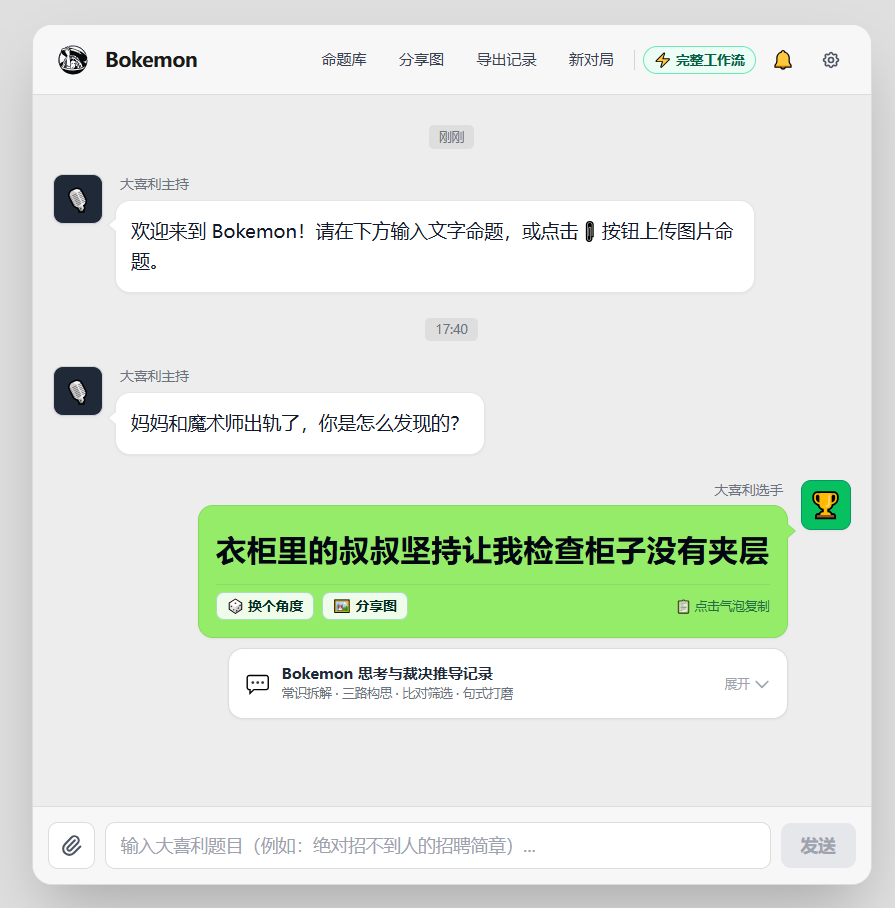 Bokemon
命题库 分享图 导出记录 新对局 完整工作流
刚刚
大喜利主持
欢迎来到 Bokemon！请在下方输入文字命题，或点击 按钮上传图片命
题。
17:40
大喜利主持
妈妈和魔术师出轨了，你是怎么发现的？
大喜利选手
衣柜里的叔叔坚持让我检查柜子没有夹层
换个角度 分享图 点击气泡复制
Bokemon 思考与裁决推导记录
常识拆解 · 三路构思 · 比对筛选 · 句式打磨
展开
输入大喜利题目（例如：绝对招不到人的招聘简章）...
发送